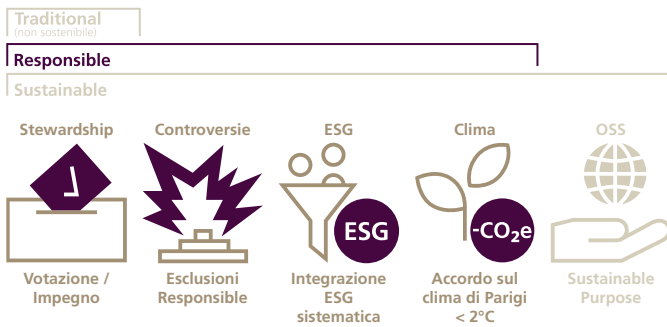 Traditional
(non sostenibile)
Responsible
Sustainable
Stewardship
Controversie
ESG
Clima
OSS
ESG
-CO₂e
Votazione /
Impegno
Esclusioni
Responsible
Integrazione
ESG
sistematica
Accordo sul
clima di Parigi
< 2°C
Sustainable
Purpose